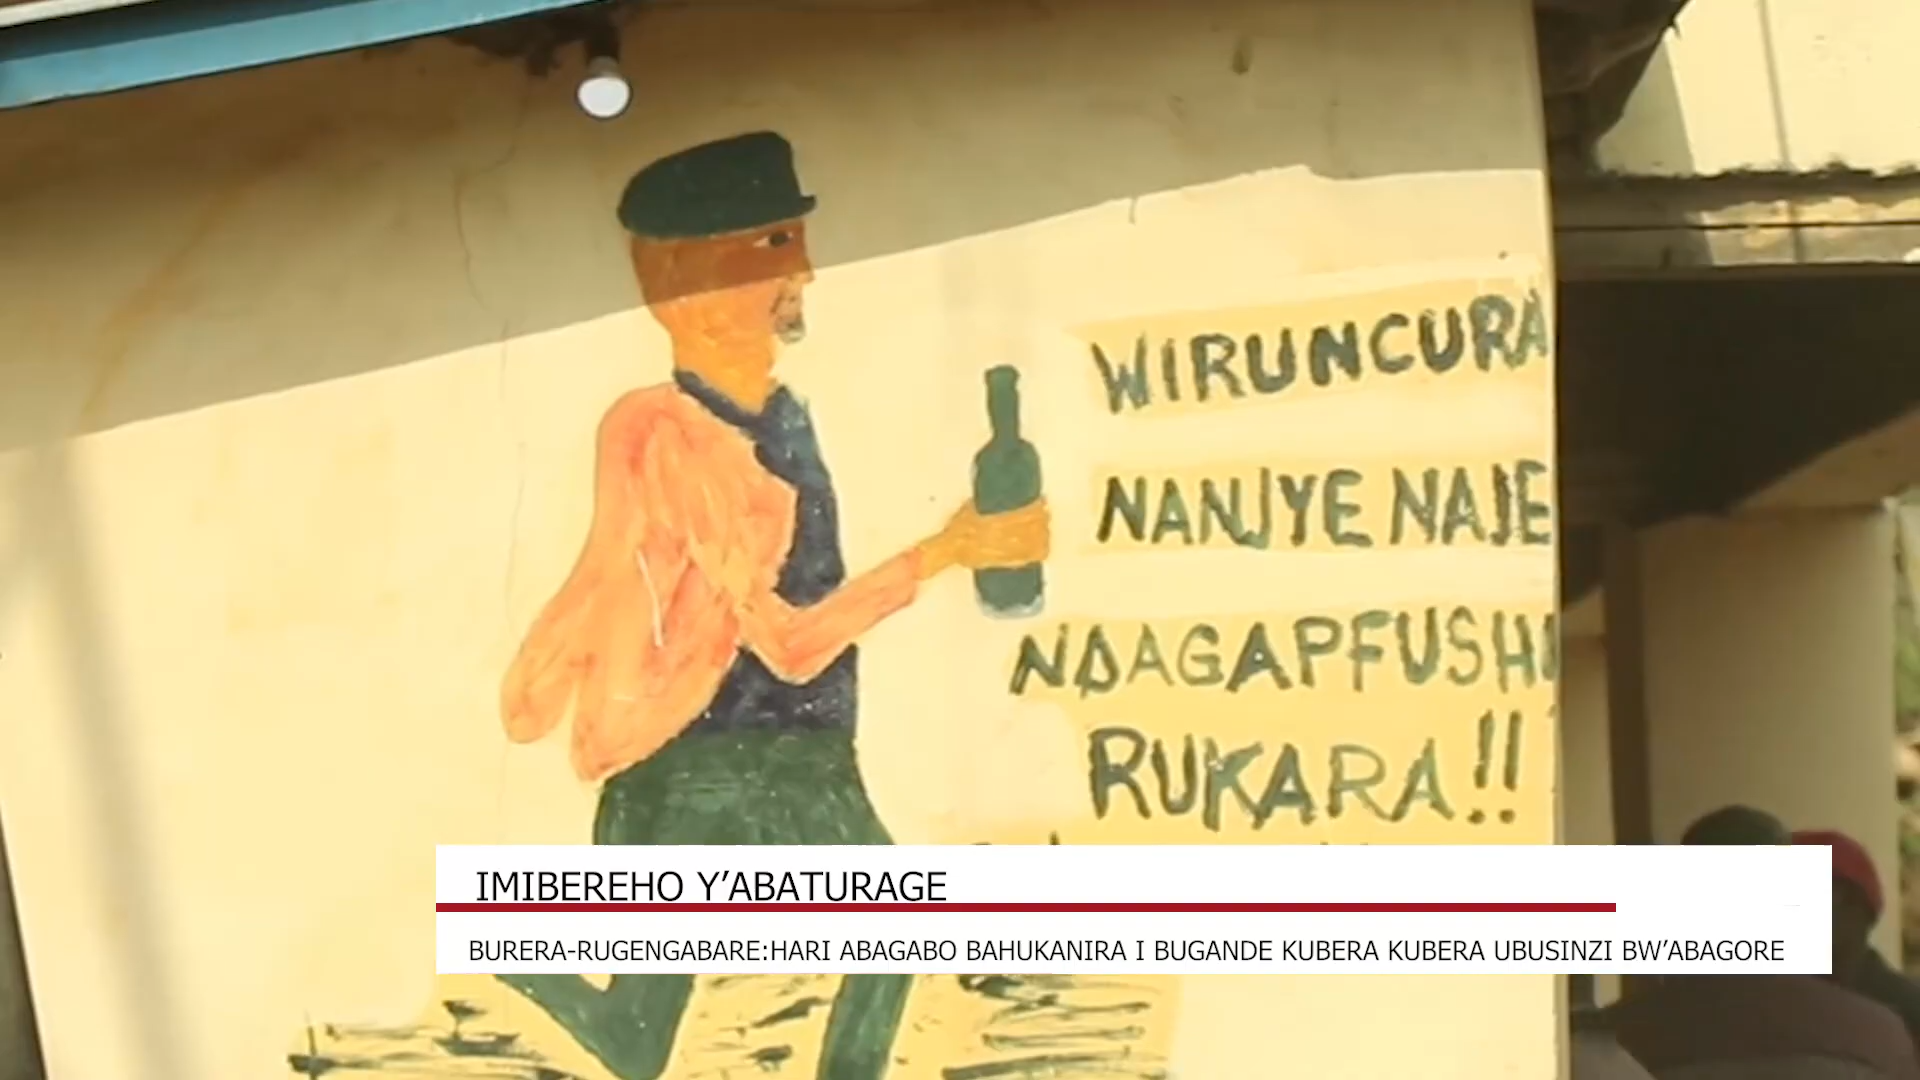 WIRUNCURA
NANJYE NAJE
NDAGAPFUSHI
RUKARA!!
IMIBEREHO Y’ABATURAGE
BURERA-RUGENGABARE:HARI ABAGABO BAHUKANIRA I BUGANDE KUBERA KUBERA UBUSINZI BW’ABAGORE